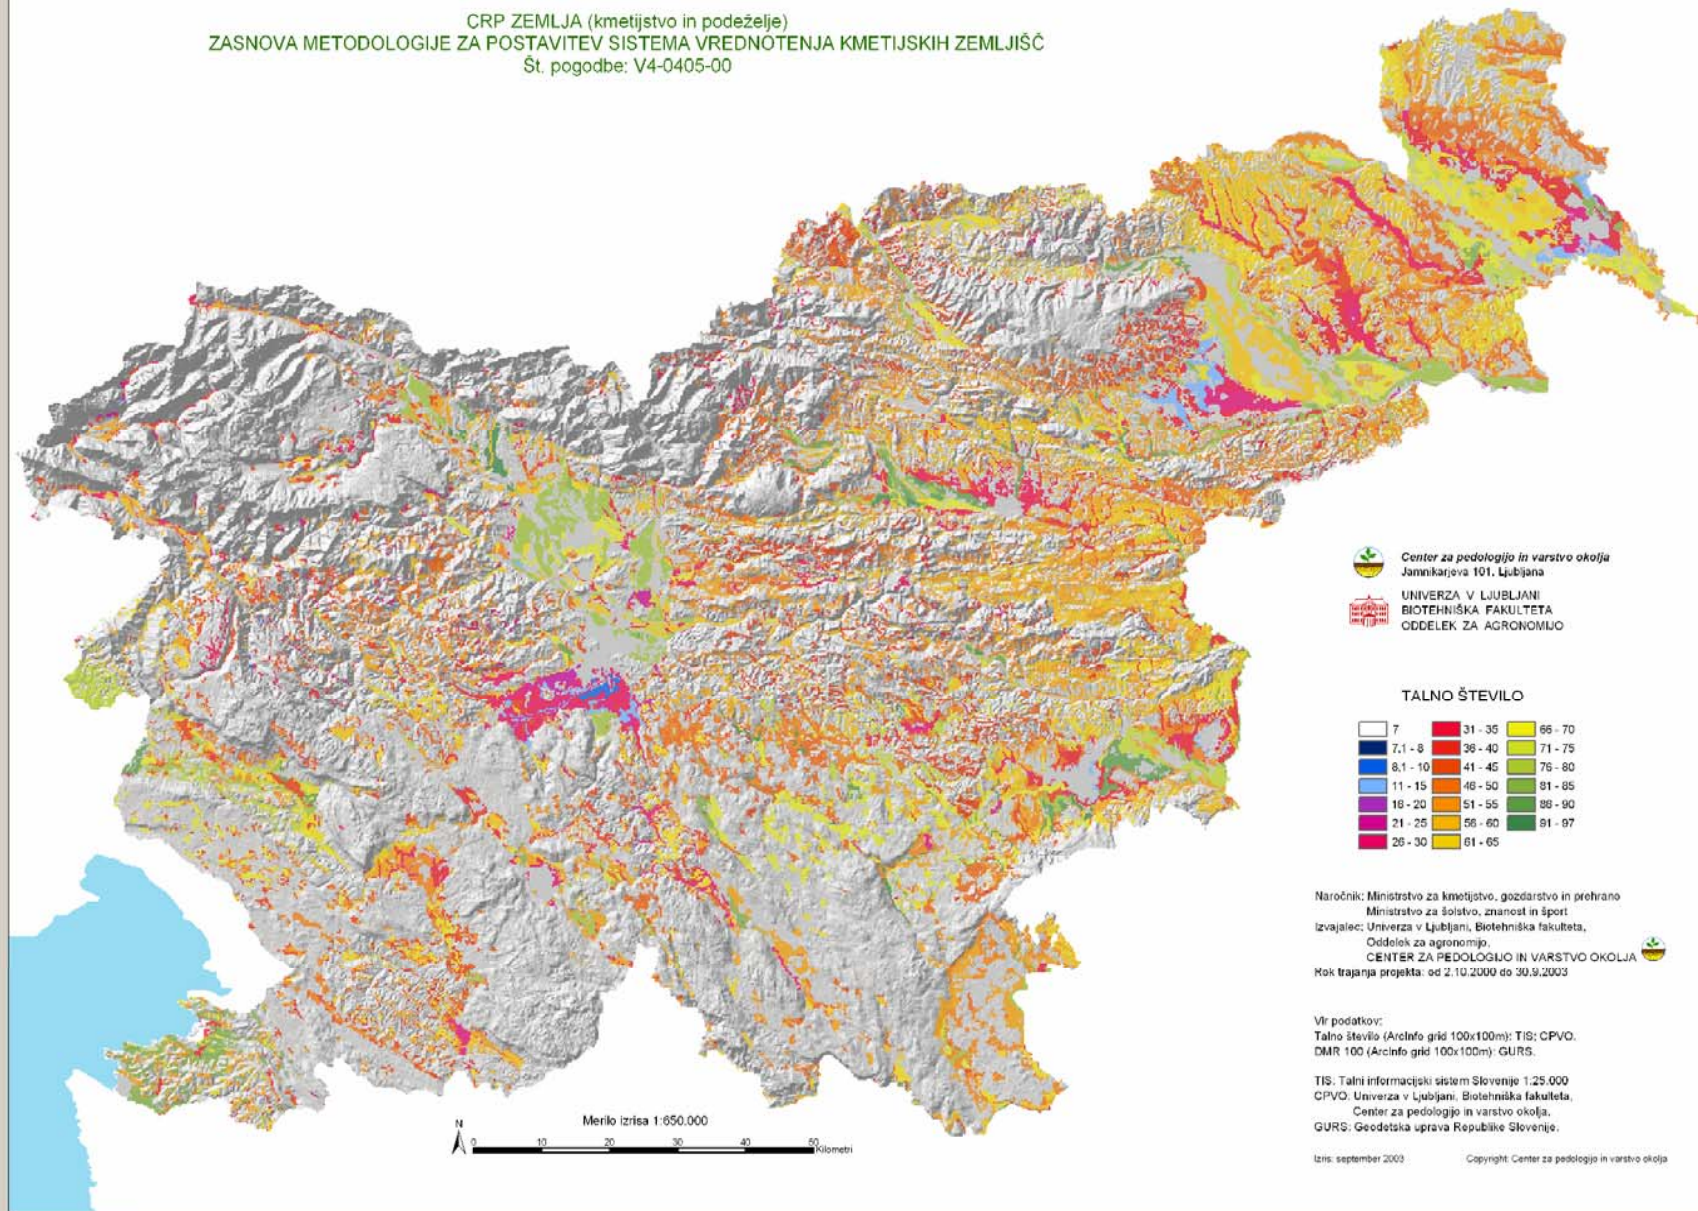 CRP ZEMLJA (kmetijstvo in podeželje)
ZASNOVA METODOLOGIJE ZA POSTAVITEV SISTEMA VREDNOTENJA KMETIJSKIH ZEMLJIŠČ
Št. pogodbe: V4-0405-00
Center za pedologijo in varstvo okolja
Jamnikarjeva 101, Ljubljana
UNIVERZA V LJUBLJANI
BIOTEHNIŠKA FAKULTETA
ODDELEK ZA AGRONOMIJO
TALNO ŠTEVILO
7 31 - 35 66 - 70
7,1 - 8 36 - 40 71 - 75
8,1 - 10 41 - 45 76 - 80
11 - 15 46 - 50 81 - 85
16 - 20 51 - 55 86 - 90
21 - 25 56 - 60 91 - 97
26 - 30 61 - 65
Naročnik: Ministrstvo za kmetijstvo, gozdarstvo in prehrano
Ministrstvo za šolstvo, znanost in šport
Izvajalec: Univerza v Ljubljani, Biotehniška fakulteta,
Oddelek za agronomijo,
CENTER ZA PEDOLOGIJO IN VARSTVO OKOLJA
Rok trajanja projekta: od 2.10.2000 do 30.9.2003
Vir podatkov:
Talno število (ArcInfo grid 100x100m): TIS; CPVO.
DMR 100 (ArcInfo grid 100x100m): GURS.
TIS: Talni informacijski sistem Slovenije 1:25.000
CPVO: Univerza v Ljubljani, Biotehniška fakulteta,
Center za pedologijo in varstvo okolja.
GURS: Geodetska uprava Republike Slovenije.
Izris: september 2003 Copyright: Center za pedologijo in varstvo okolja
Merilo izrisa 1:650.000
N
0 10 20 30 40 50
Kilometri